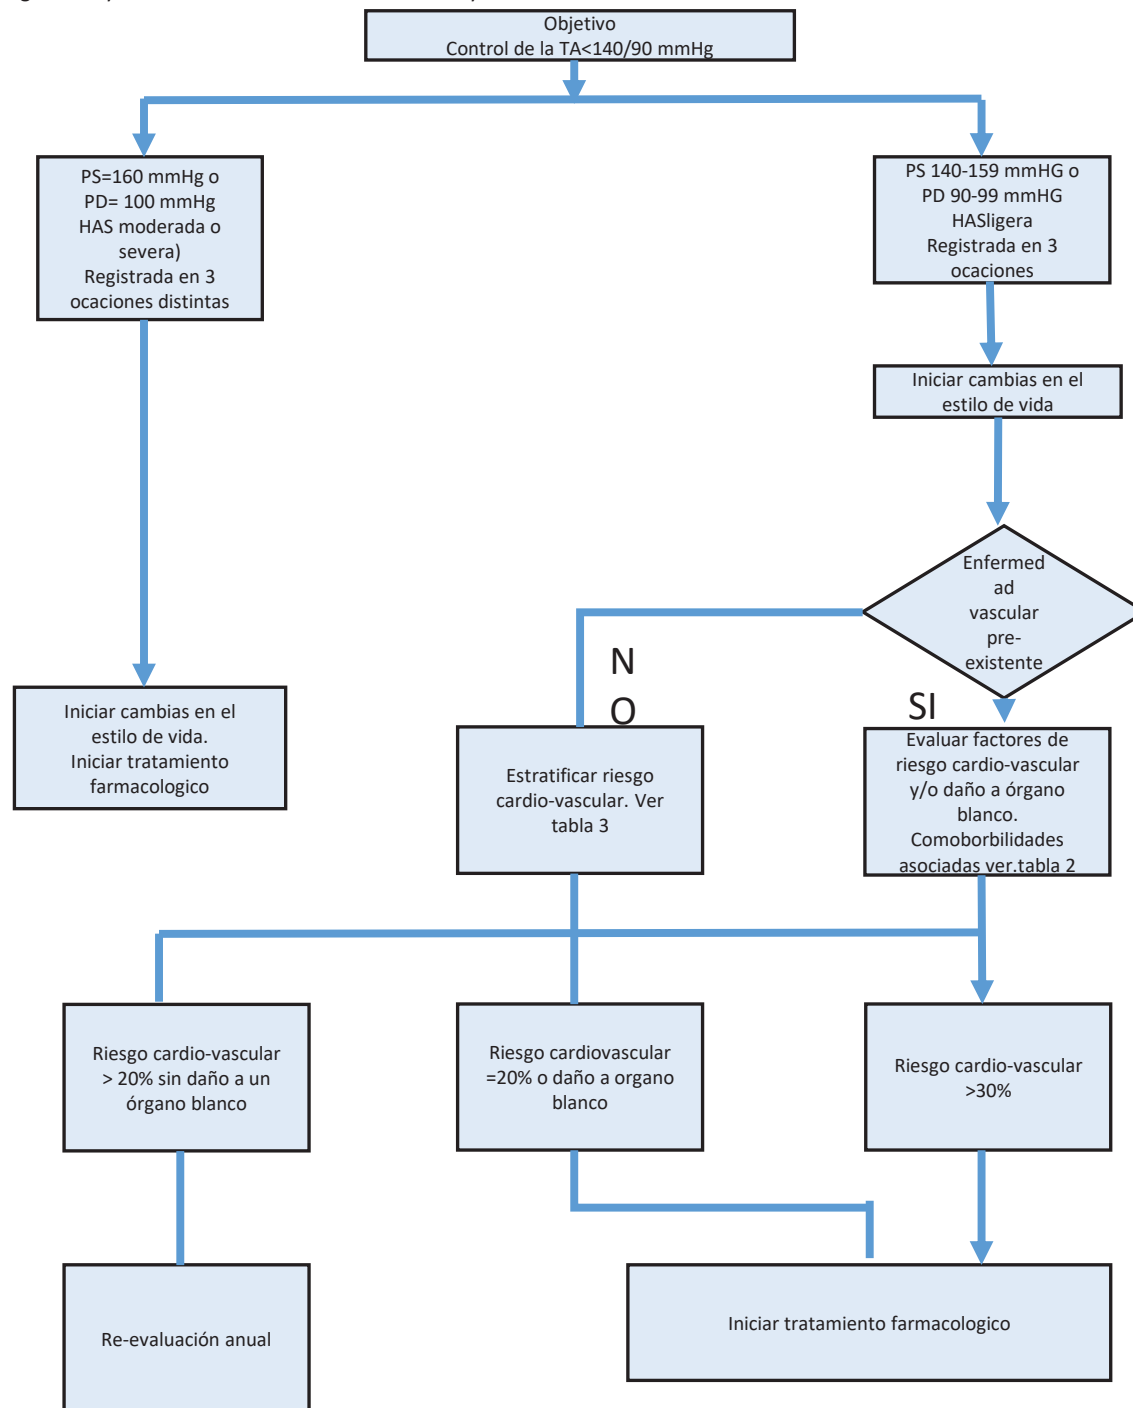 Objetivo
Control de la TA<140/90 mmHg
PS=160 mmHg o
PD= 100 mmHg
HAS moderada o
severa)
Registrada en 3
ocaciones distintas
PS 140-159 mmHG o
PD 90-99 mmHG
HASligera
Registrada en 3
ocaciones
Iniciar cambias en el
estilo de vida
Enfermed
ad
vascular
pre-
existente
N
O
SI
Iniciar cambias en el
estilo de vida.
Iniciar tratamiento
farmacologico
Estratificar riesgo
cardio-vascular. Ver
tabla 3
Evaluar factores de
riesgo cardio-vascular
y/o daño a órgano
blanco.
Comoborbilidades
asociadas ver.tabla 2
Riesgo cardio-vascular
> 20% sin daño a un
órgano blanco
Riesgo cardiovascular
=20% o daño a organo
blanco
Riesgo cardio-vascular
>30%
Re-evaluación anual
Iniciar tratamiento farmacologico